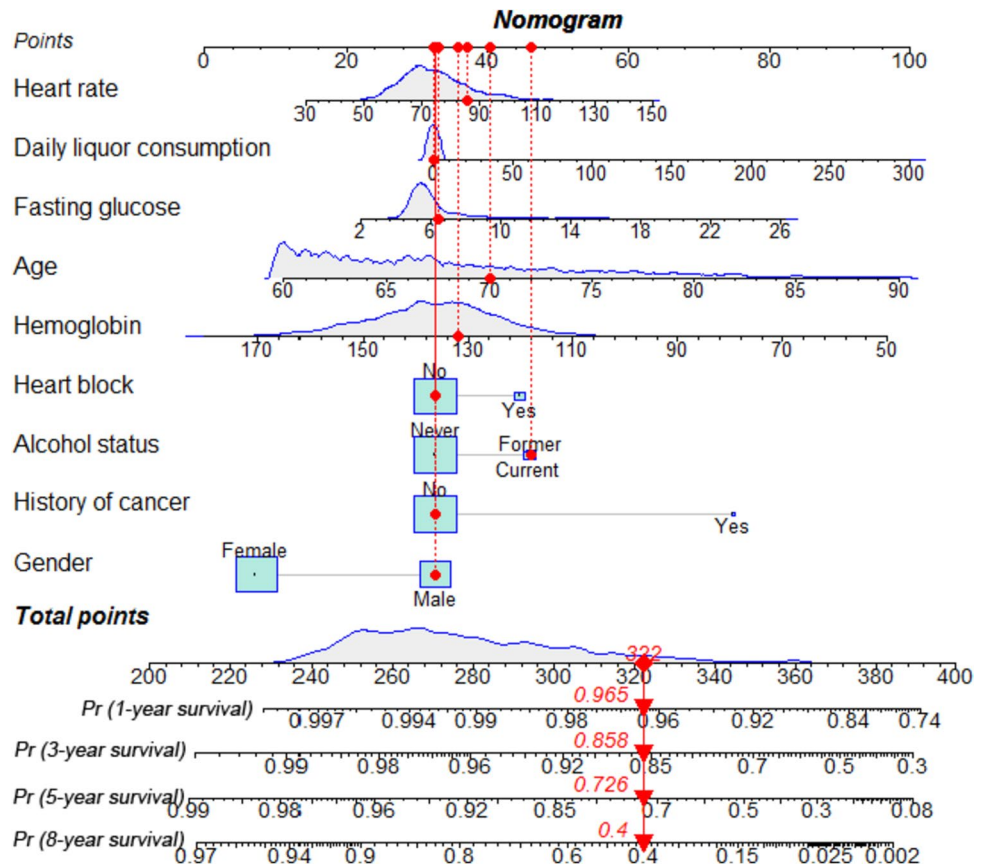 Nomogram
Points
0 20 40 60 80 100
Heart rate
30 50 70 90 110 130 150
Daily liquor consumption
0 50 100 150 200 250 300
Fasting glucose
2 6 10 14 18 22 26
Age
60 65 70 75 80 85 90
Hemoglobin
170 150 130 110 90 70 50
No
Heart block
Yes
Never Former
Alcohol status
Current
No
History of cancer
Yes
Female
Gender
Male
Total points
322
200 220 240 260 280 300 320 340 360 380 400
0.965
Pr (1-year survival)
0.997 0.994 0.99 0.98 0.96 0.92 0.84 0.74
0.858
Pr (3-year survival)
0.99 0.98 0.96 0.92 0.85 0.7 0.5 0.3
0.726
Pr (5-year survival)
0.99 0.98 0.96 0.92 0.85 0.7 0.5 0.3 0.08
0.4
Pr (8-year survival)
0.97 0.94 0.9 0.8 0.6 0.4 0.15 0.025 0.002